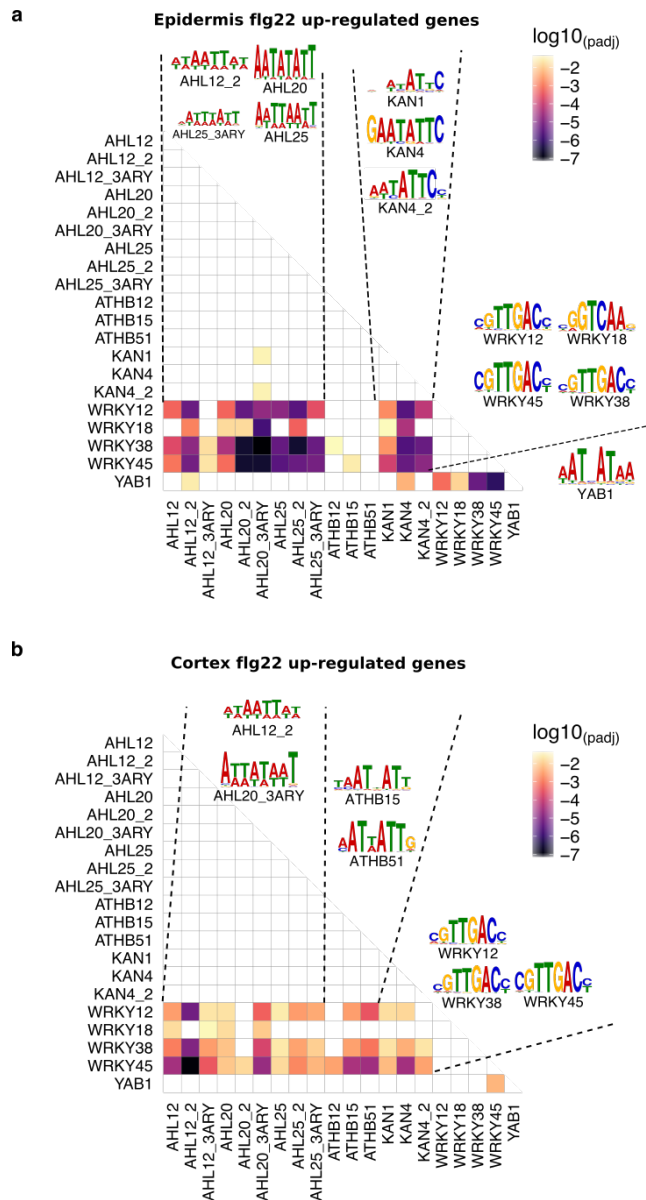 a
Epidermis flg22 up-regulated genes
log10(padj)
−2
−3
−4
−5
−6
−7
AHL12_2
AHL20
AHL25_3ARY
AHL25
KAN1
KAN4
KAN4_2
WRKY12
WRKY18
WRKY45
WRKY38
YAB1
AHL12
AHL12_2
AHL12_3ARY
AHL20
AHL20_2
AHL20_3ARY
AHL25
AHL25_2
AHL25_3ARY
ATHB12
ATHB15
ATHB51
KAN1
KAN4
KAN4_2
WRKY12
WRKY18
WRKY38
WRKY45
YAB1
AHL12
AHL12_2
AHL12_3ARY
AHL20
AHL20_2
AHL20_3ARY
AHL25
AHL25_2
AHL25_3ARY
ATHB12
ATHB15
ATHB51
KAN1
KAN4
KAN4_2
WRKY12
WRKY18
WRKY38
WRKY45
YAB1
b
Cortex flg22 up-regulated genes
log10(padj)
−2
−3
−4
−5
−6
−7
AHL12_2
AHL20_3ARY
ATHB15
ATHB51
WRKY12
WRKY38
WRKY45
AHL12
AHL12_2
AHL12_3ARY
AHL20
AHL20_2
AHL20_3ARY
AHL25
AHL25_2
AHL25_3ARY
ATHB12
ATHB15
ATHB51
KAN1
KAN4
KAN4_2
WRKY12
WRKY18
WRKY38
WRKY45
YAB1
AHL12
AHL12_2
AHL12_3ARY
AHL20
AHL20_2
AHL20_3ARY
AHL25
AHL25_2
AHL25_3ARY
ATHB12
ATHB15
ATHB51
KAN1
KAN4
KAN4_2
WRKY12
WRKY18
WRKY38
WRKY45
YAB1